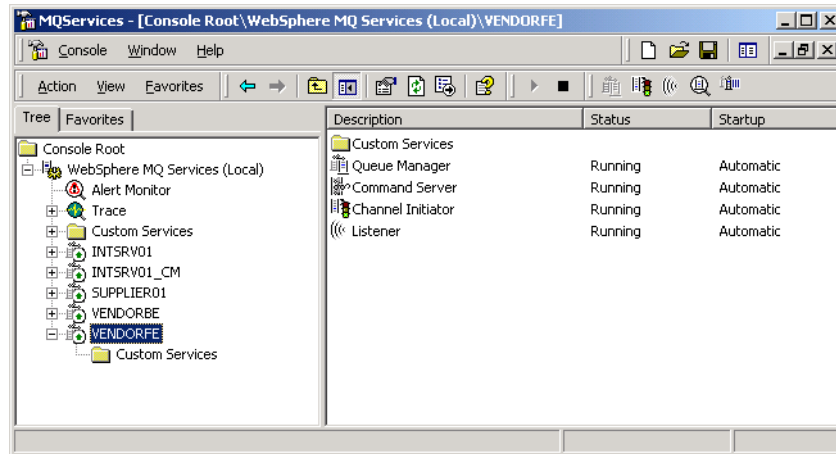 MQServices - [Console Root\WebSphere MQ Services (Local)\VENDORFE]
Console Window Help
Action View Favorites
Tree Favorites
Console Root
WebSphere MQ Services (Local)
Alert Monitor
Trace
Custom Services
INTSRV01
INTSRV01_CM
SUPPLIER01
VENDORBE
VENDORFE
Custom Services
Description Status Startup
Custom Services
Queue Manager Running Automatic
Command Server Running Automatic
Channel Initiator Running Automatic
Listener Running Automatic